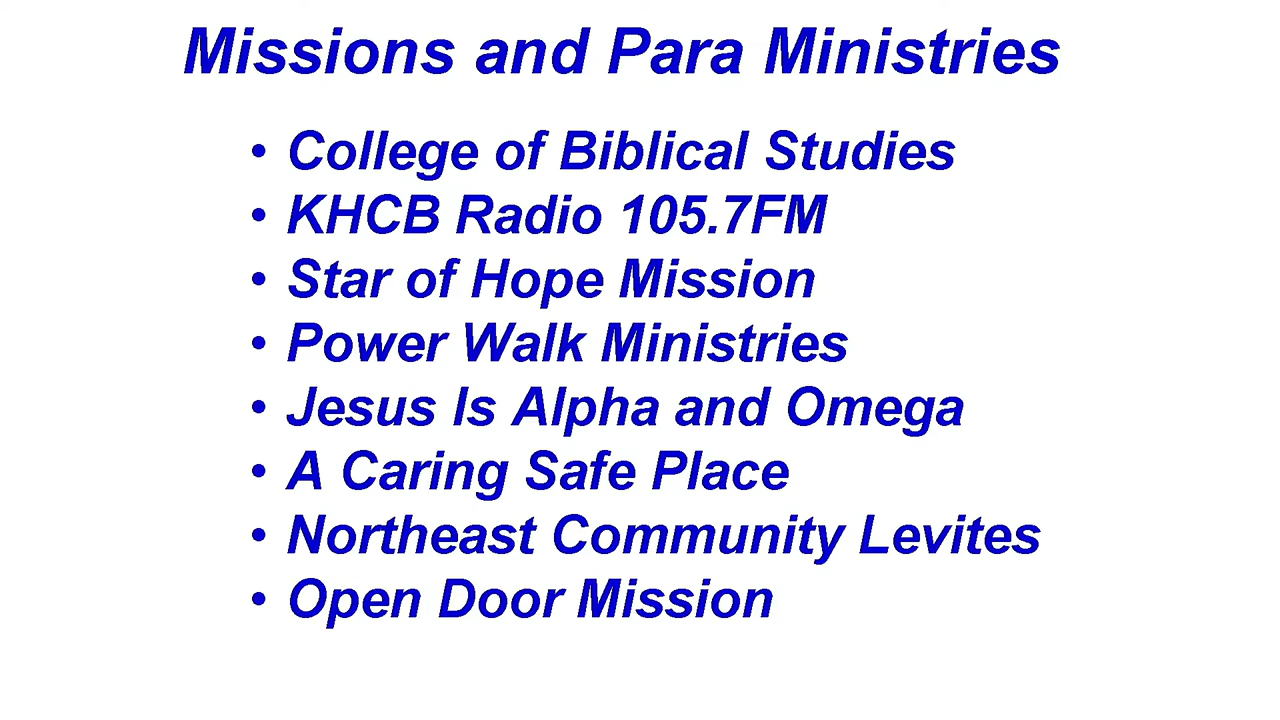 Missions and Para Ministries
• College of Biblical Studies
• KHCB Radio 105.7FM
• Star of Hope Mission
• Power Walk Ministries
• Jesus Is Alpha and Omega
• A Caring Safe Place
• Northeast Community Levites
• Open Door Mission